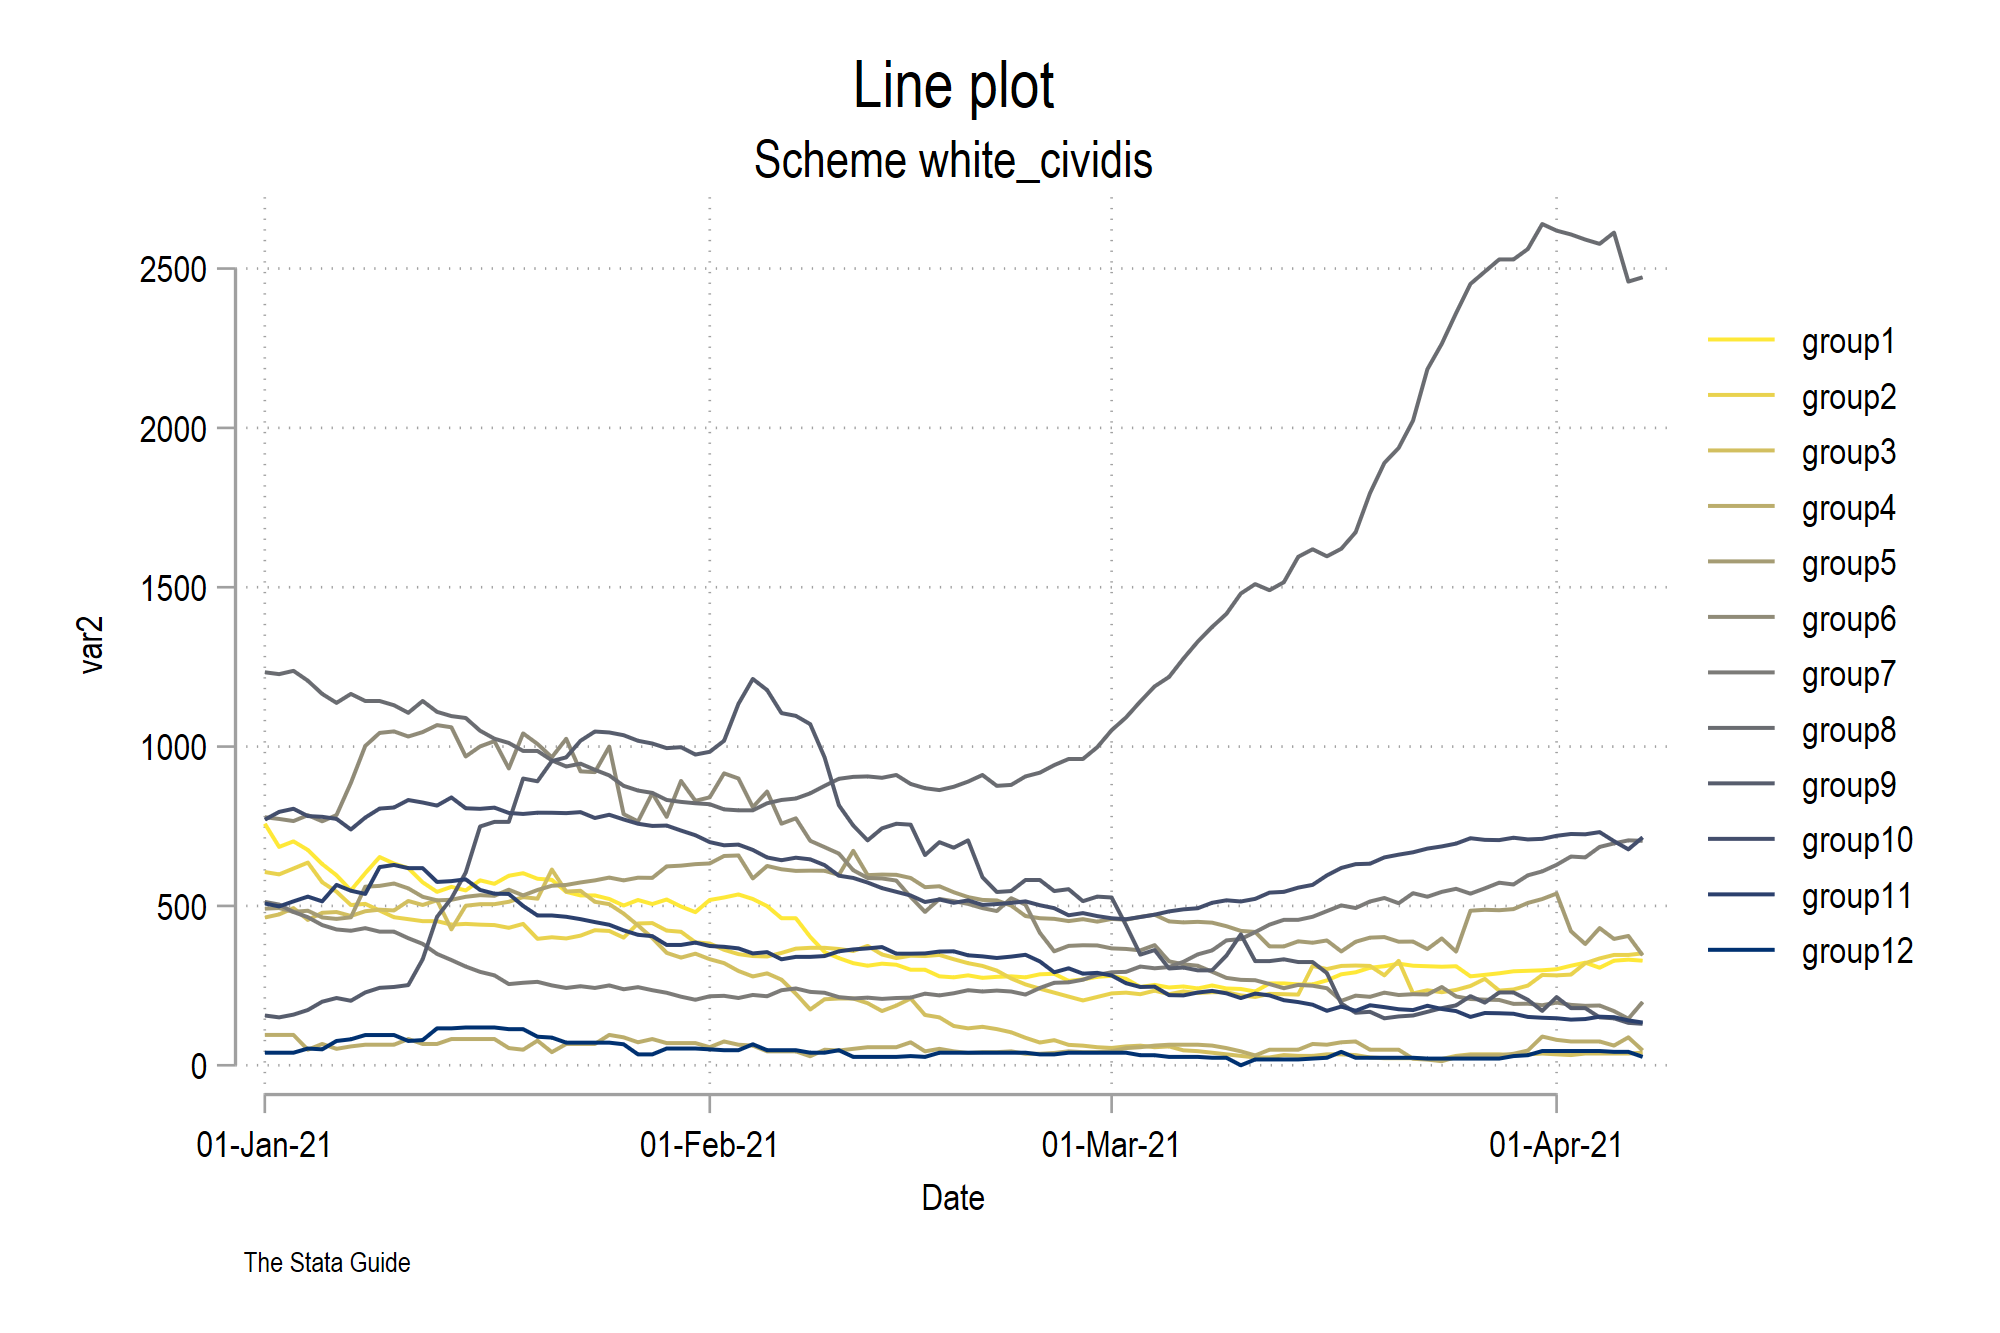 Line plot
Scheme white_cividis
2500
2000
1500
1000
500
0
var2
01-Jan-21
01-Feb-21
01-Mar-21
01-Apr-21
Date
group1
group2
group3
group4
group5
group6
group7
group8
group9
group10
group11
group12
The Stata Guide